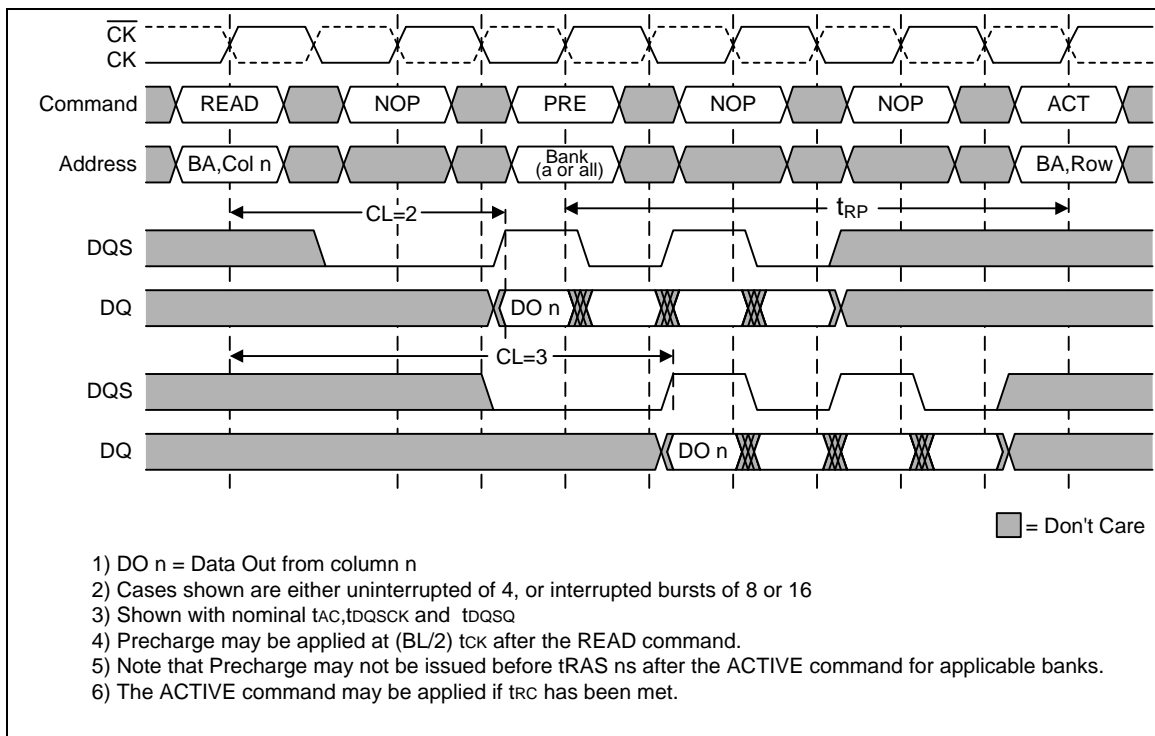 CK
CK
Command READ NOP PRE NOP NOP ACT
Address BA,Col n Bank (a or all) BA,Row
CL=2 tRP
DQS
DQ DO n
CL=3
DQS
DQ DO n
= Don't Care
1) DO n = Data Out from column n
2) Cases shown are either uninterrupted of 4, or interrupted bursts of 8 or 16
3) Shown with nominal tAC,tDQSCK and tDQSQ
4) Precharge may be applied at (BL/2) tCK after the READ command.
5) Note that Precharge may not be issued before tRAS ns after the ACTIVE command for applicable banks.
6) The ACTIVE command may be applied if tRC has been met.